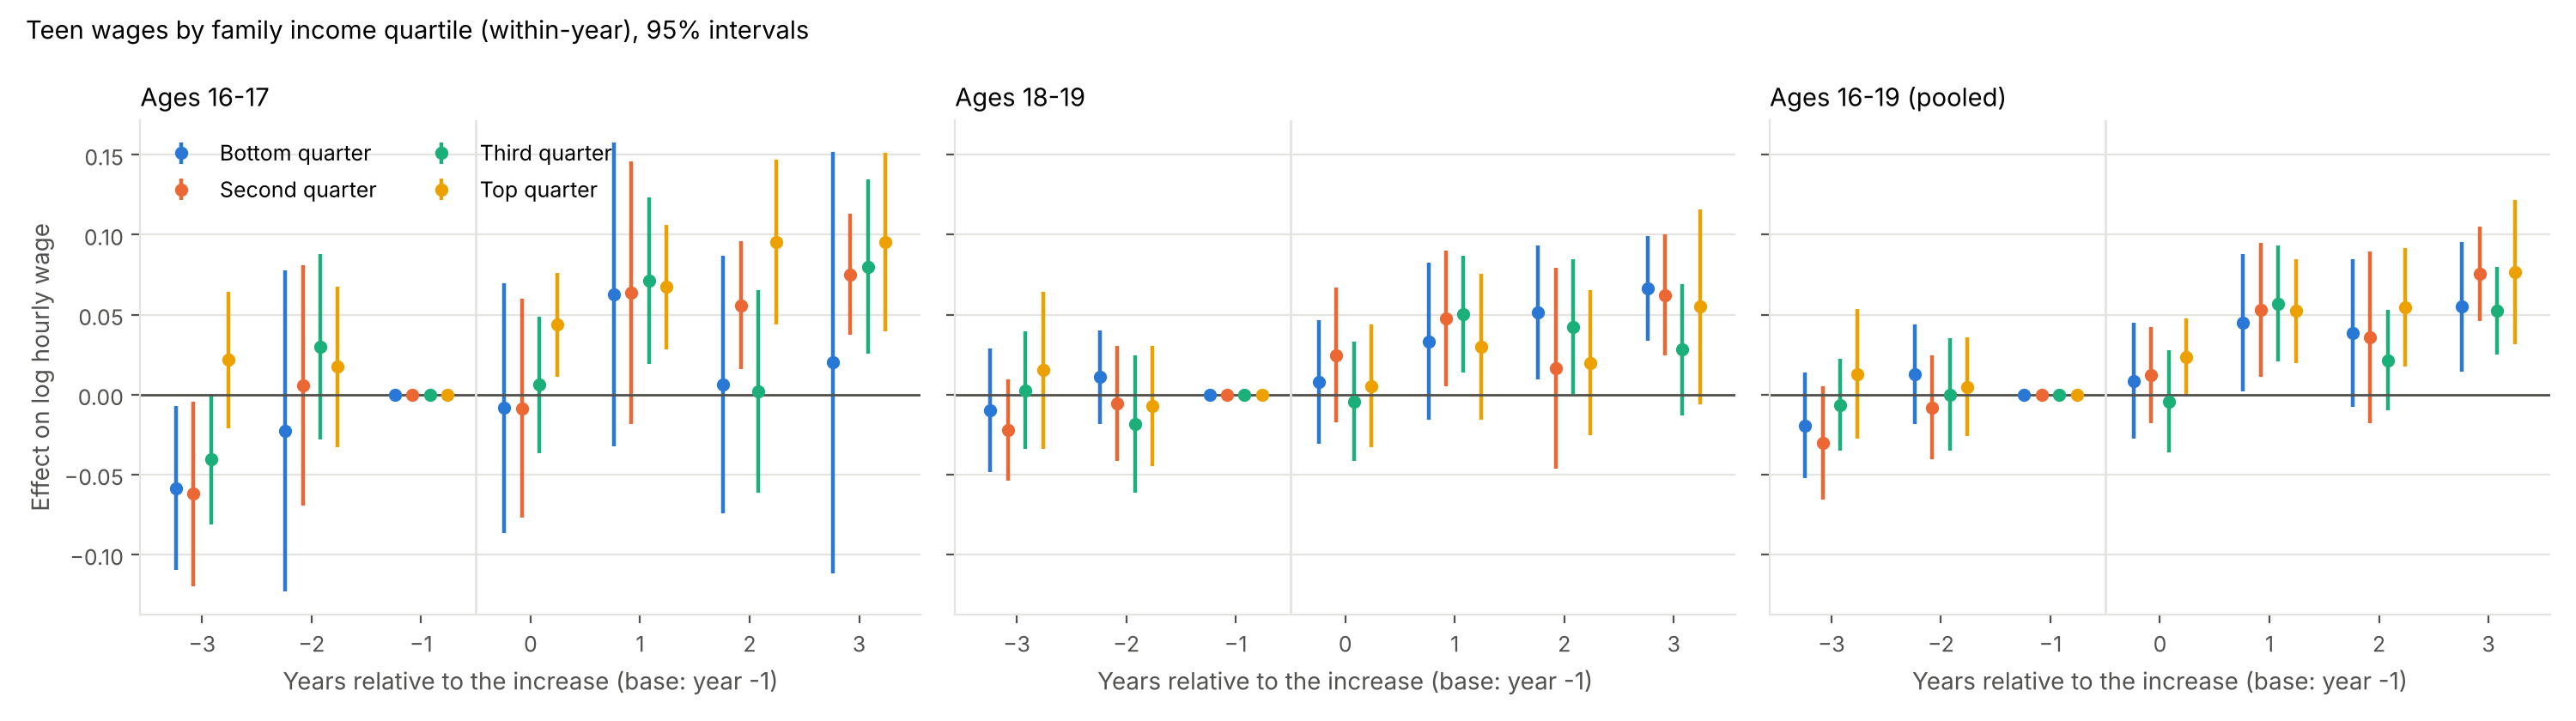 Teen wages by family income quartile (within-year), 95% intervals
Ages 16-17
Ages 18-19
Ages 16-19 (pooled)
Bottom quarter
Third quarter
Second quarter
Top quarter
Effect on log hourly wage
0.15
0.10
0.05
0.00
−0.05
−0.10
−3 −2 −1 0 1 2 3
−3 −2 −1 0 1 2 3
−3 −2 −1 0 1 2 3
Years relative to the increase (base: year -1)
Years relative to the increase (base: year -1)
Years relative to the increase (base: year -1)